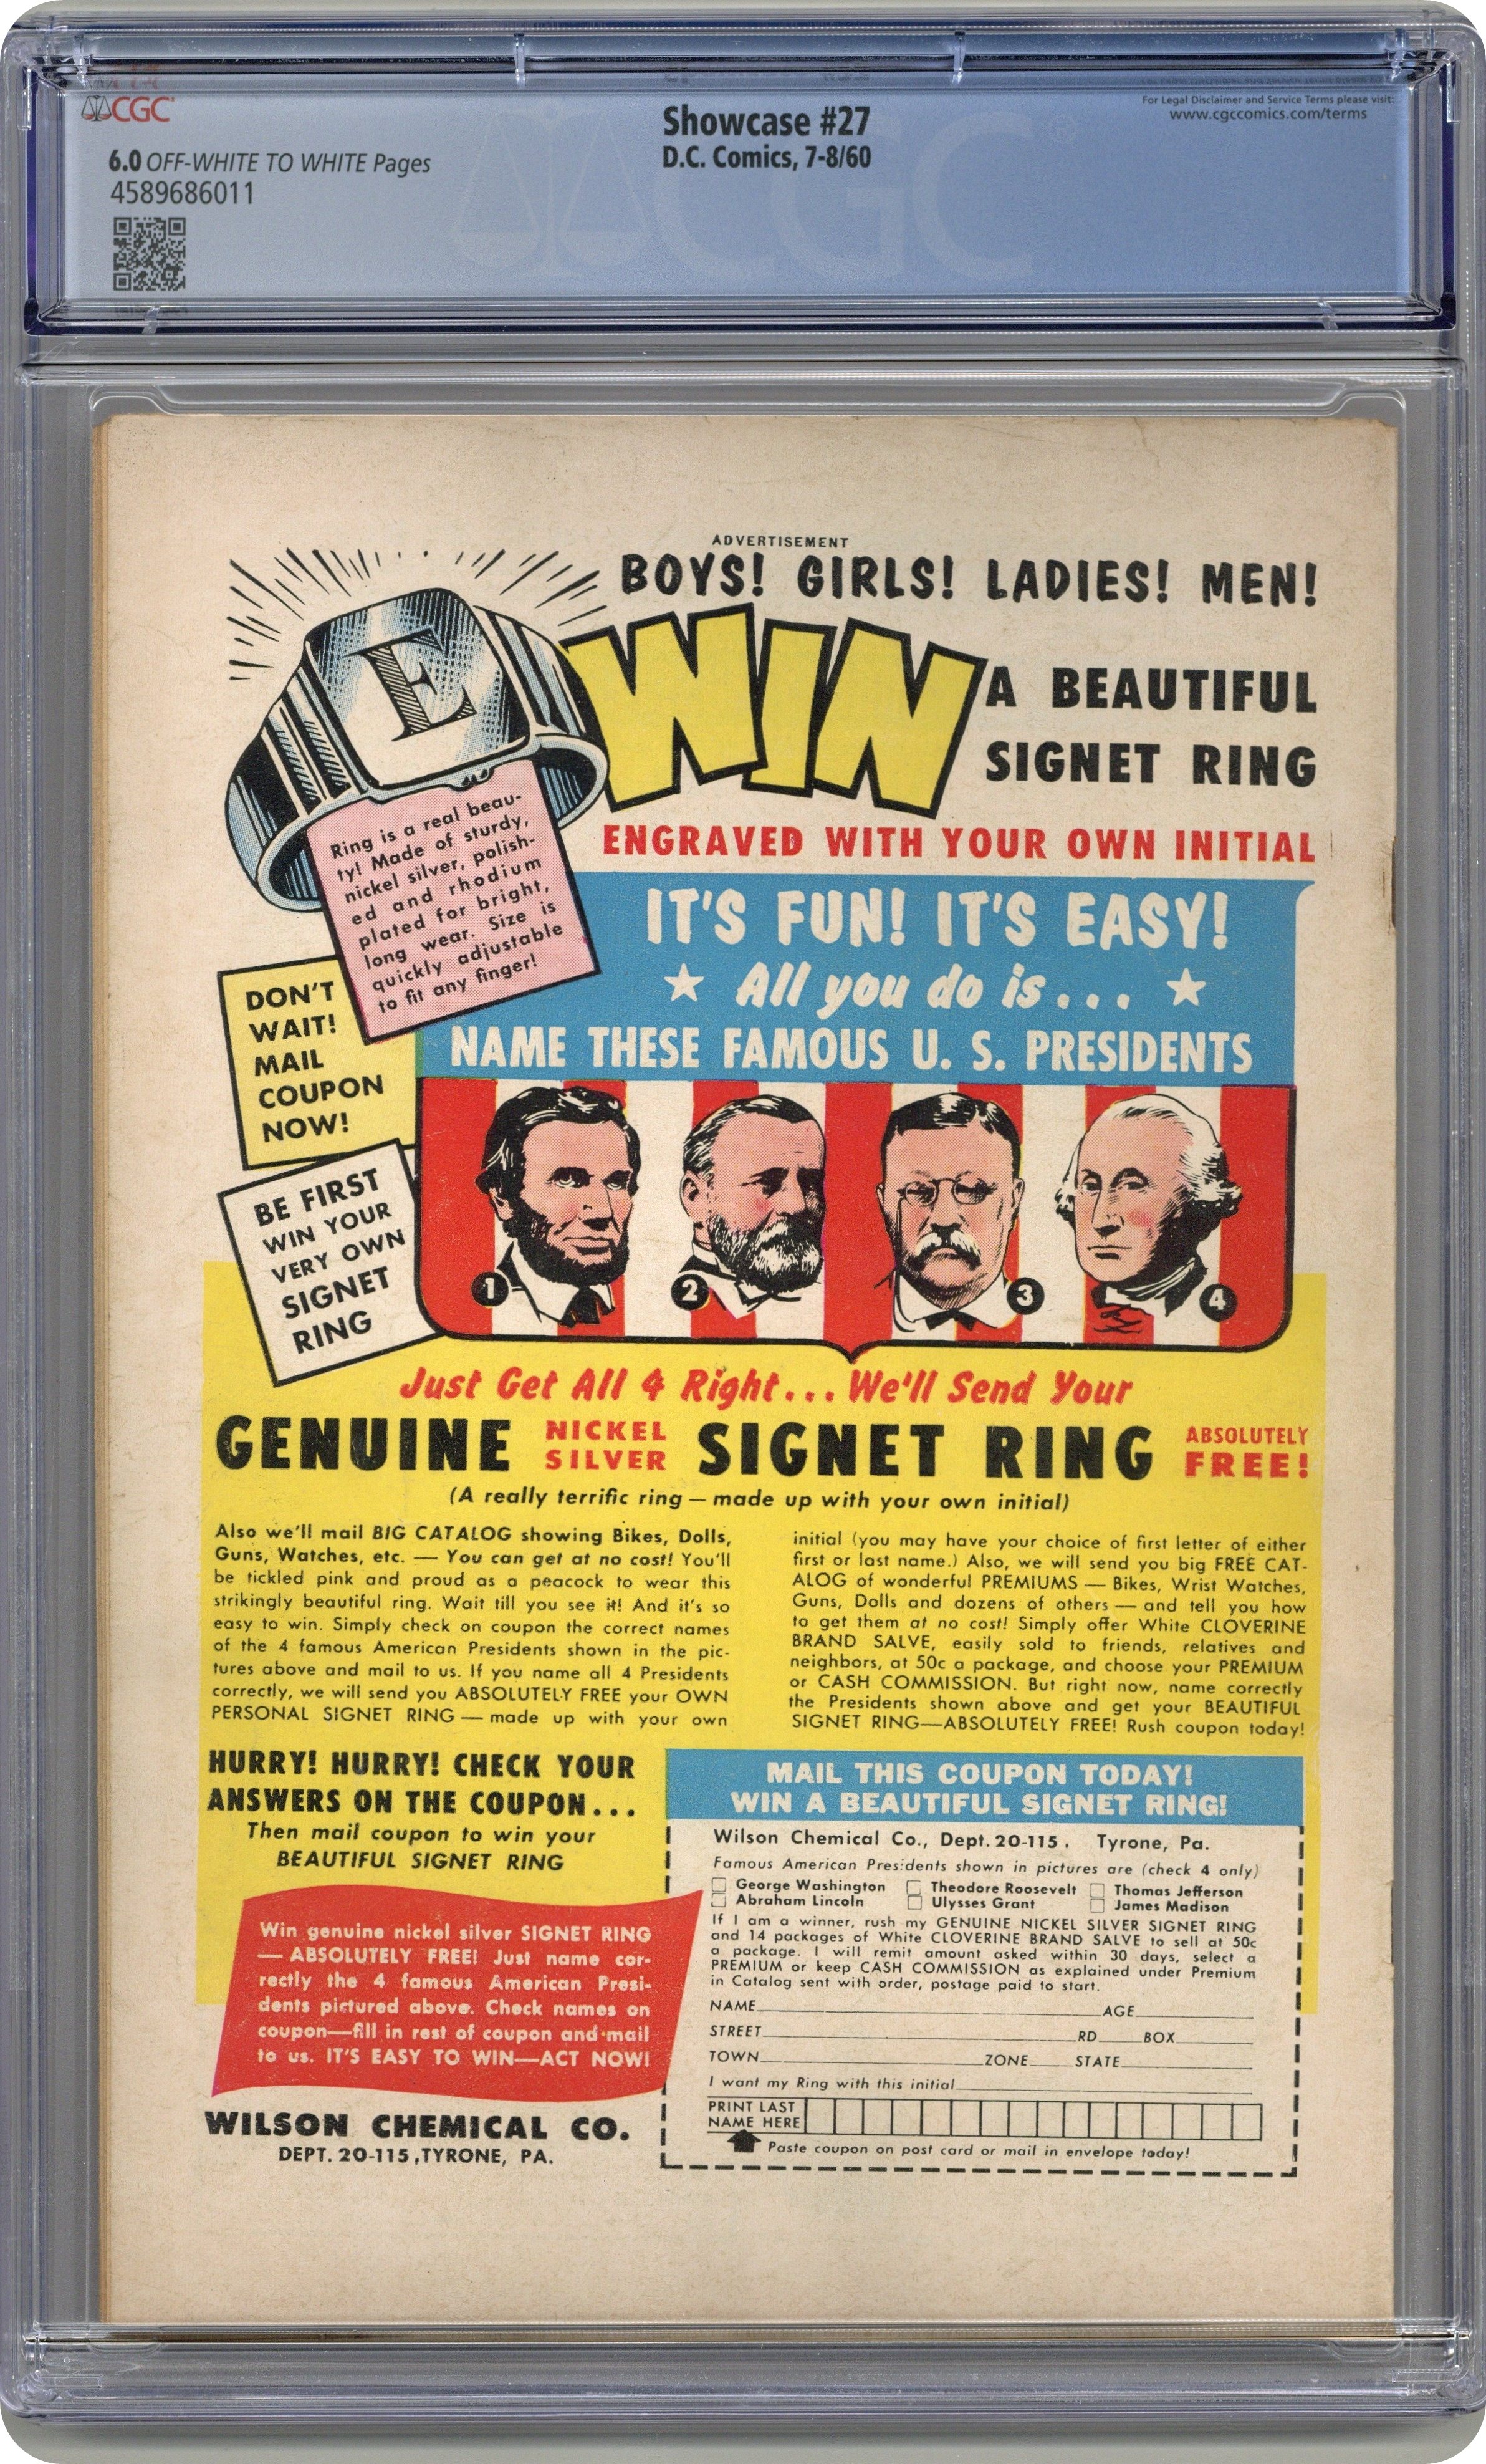 CGC
6.0 OFF-WHITE TO WHITE Pages
4589686011
Showcase #27
D.C. Comics, 7-8/60
For Legal Disclaimer and Service Terms please visit:
www.cgccomics.com/terms
CGC
ADVERTISEMENT
BOYS! GIRLS! LADIES! MEN!
E
WIN
A BEAUTIFUL
SIGNET RING
ENGRAVED WITH YOUR OWN INITIAL
Ring is a real beau-
ty! Made of sturdy,
nickel silver, polish-
ed and rhodium
plated for bright,
long wear. Size is
quickly adjustable
to fit any finger!
IT'S FUN! IT'S EASY!
All you do is...
NAME THESE FAMOUS U. S. PRESIDENTS
DON'T
WAIT!
MAIL
COUPON
NOW!
BE FIRST
WIN YOUR
VERY OWN
SIGNET
RING
1
2
3
4
Just Get All 4 Right... We'll Send Your
GENUINE NICKEL SILVER SIGNET RING ABSOLUTELY FREE!
(A really terrific ring — made up with your own initial)
Also we'll mail BIG CATALOG showing Bikes, Dolls,
Guns, Watches, etc. — You can get at no cost! You'll
be tickled pink and proud as a peacock to wear this
strikingly beautiful ring. Wait till you see it! And it's so
easy to win. Simply check on coupon the correct names
of the 4 famous American Presidents shown in the pic-
tures above and mail to us. If you name all 4 Presidents
correctly, we will send you ABSOLUTELY FREE your OWN
PERSONAL SIGNET RING — made up with your own
initial (you may have your choice of first letter of either
first or last name.) Also, we will send you big FREE CAT-
ALOG of wonderful PREMIUMS — Bikes, Wrist Watches,
Guns, Dolls and dozens of others — and tell you how
to get them at no cost! Simply offer White CLOVERINE
BRAND SALVE, easily sold to friends, relatives and
neighbors, at 50c a package, and choose your PREMIUM
or CASH COMMISSION. But right now, name correctly
the Presidents shown above and get your BEAUTIFUL
SIGNET RING—ABSOLUTELY FREE! Rush coupon today!
HURRY! HURRY! CHECK YOUR
ANSWERS ON THE COUPON...
Then mail coupon to win your
BEAUTIFUL SIGNET RING
Win genuine nickel silver SIGNET RING
— ABSOLUTELY FREE! Just name cor-
rectly the 4 famous American Presi-
dents pictured above. Check names on
coupon—fill in rest of coupon and mail
to us. IT'S EASY TO WIN—ACT NOW!
WILSON CHEMICAL CO.
DEPT. 20-115, TYRONE, PA.
MAIL THIS COUPON TODAY!
WIN A BEAUTIFUL SIGNET RING!
Wilson Chemical Co., Dept. 20-115. Tyrone, Pa.
Famous American Presidents shown in pictures are (check 4 only)
George Washington Theodore Roosevelt Thomas Jefferson
Abraham Lincoln Ulysses Grant James Madison
If I am a winner, rush my GENUINE NICKEL SILVER SIGNET RING
and 14 packages of White CLOVERINE BRAND SALVE to sell at 50c
a package. I will remit amount asked within 30 days, select a
PREMIUM or keep CASH COMMISSION as explained under Premium
in Catalog sent with order, postage paid to start.
NAME AGE
STREET RD BOX
TOWN ZONE STATE
I want my Ring with this initial
PRINT LAST
NAME HERE
Paste coupon on post card or mail in envelope today!